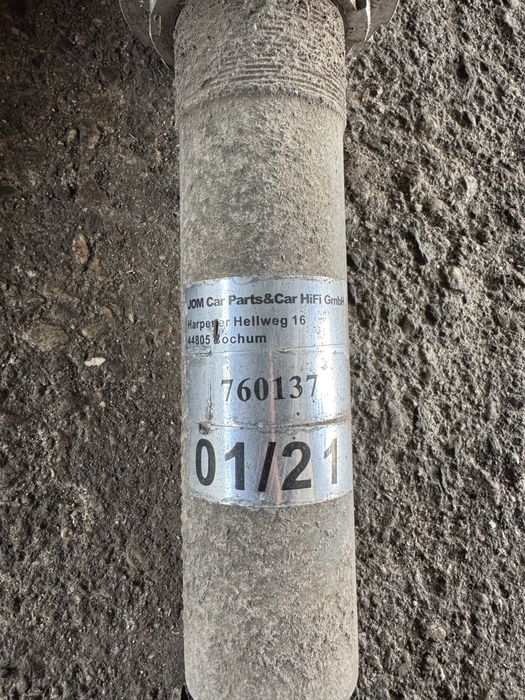 JOM Car Parts&Car HiFi GmbH
Harpener Hellweg 16
44805 Bochum
760137
01/21